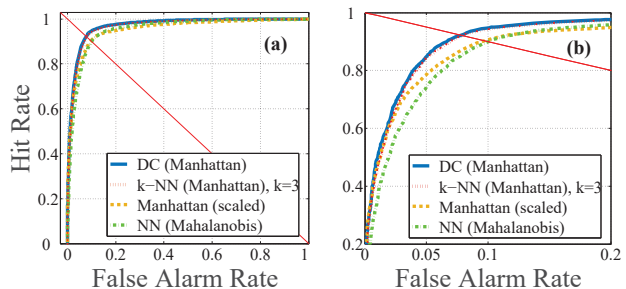 Hit Rate
1
0.8
0.6
0.4
0.2
0
0
0.2
0.4
0.6
0.8
1
(a)
DC (Manhattan)
k−NN (Manhattan), k=3
Manhattan (scaled)
NN (Mahalanobis)
False Alarm Rate
1
0.8
0.6
0.4
0.2
0
0.05
0.1
0.2
(b)
DC (Manhattan)
k−NN (Manhattan), k=3
Manhattan (scaled)
NN (Mahalanobis)
False Alarm Rate